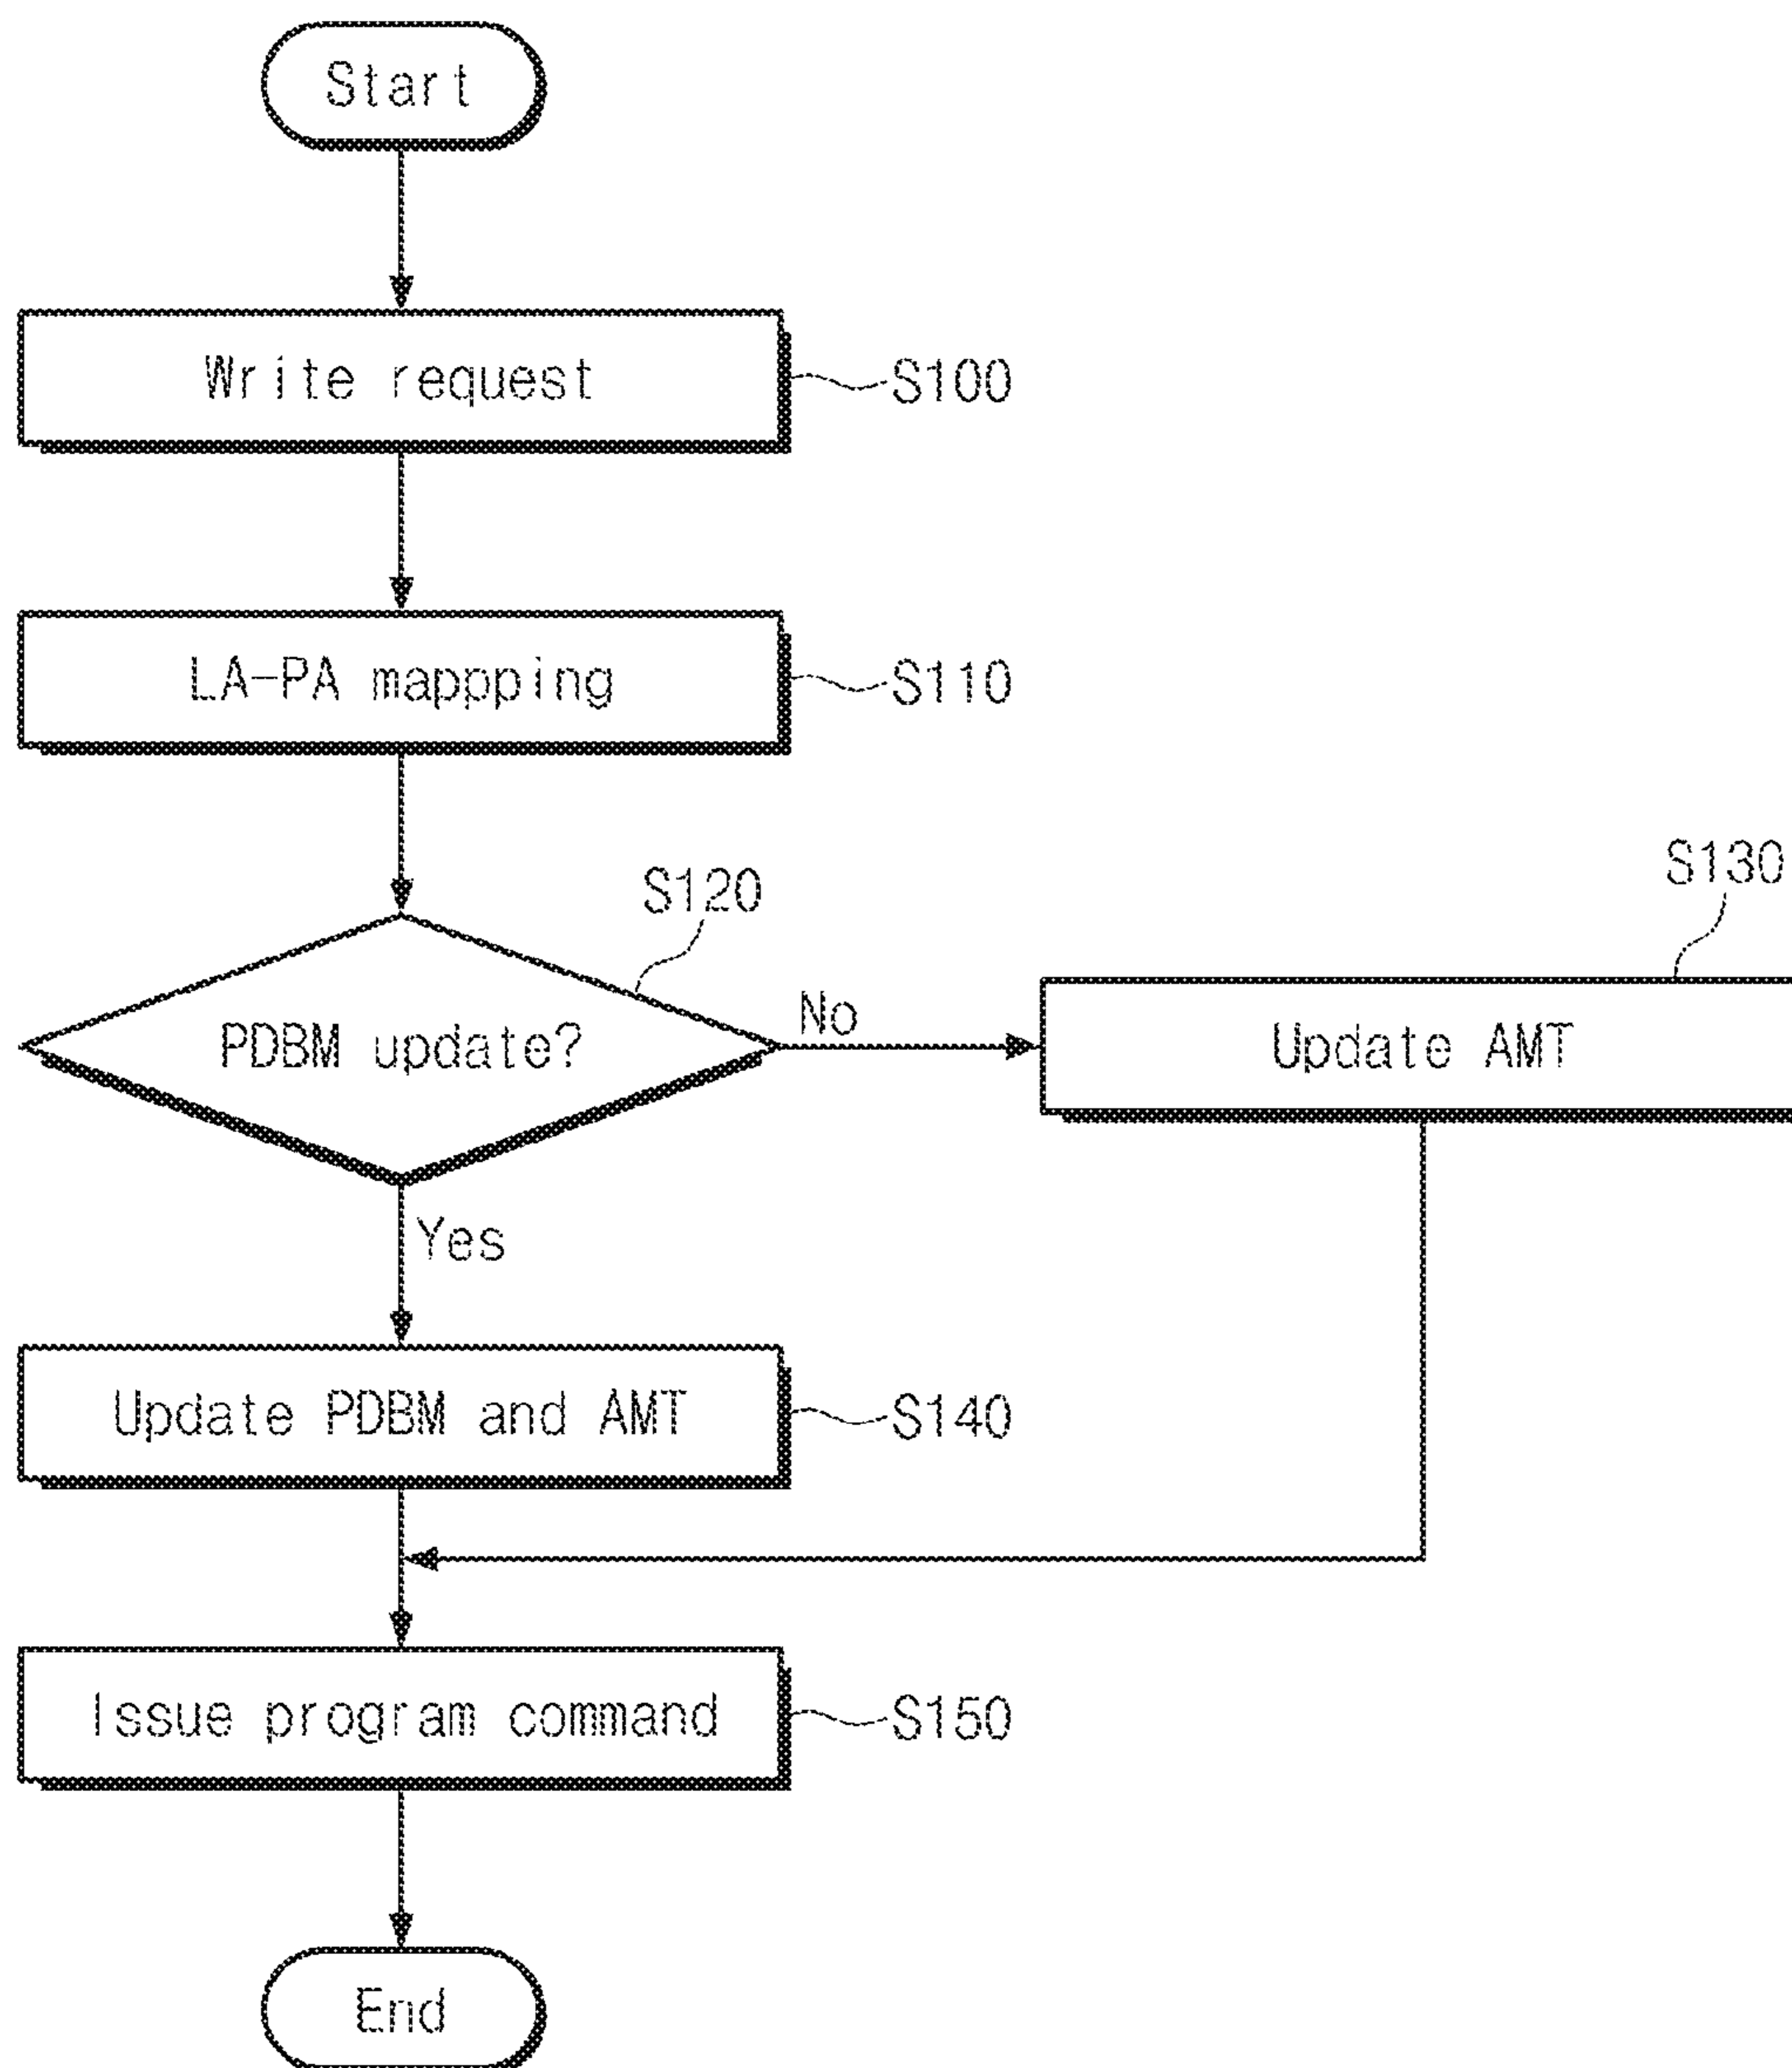 Start
Write request
S100
LA-PA mappping
S110
S120
S130
PDBM update?
No
Update AMT
Yes
Update PDBM and AMT
S140
Issue program command
S150
End